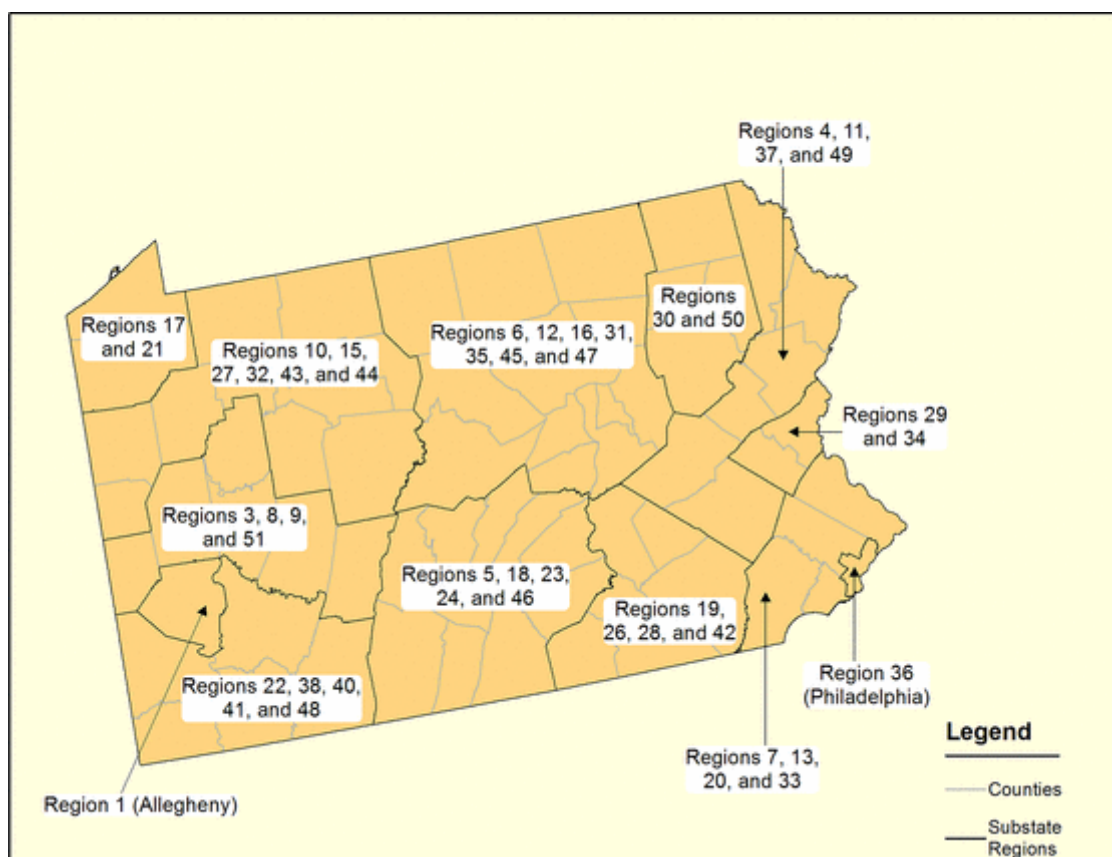 Regions 4, 11,
37, and 49
Regions 17
and 21
Regions 10, 15,
27, 32, 43, and 44
Regions 6, 12, 16, 31,
35, 45, and 47
Regions
30 and 50
Regions 29
and 34
Regions 3, 8, 9,
and 51
Regions 5, 18, 23,
24, and 46
Regions 19,
26, 28, and 42
Region 36
(Philadelphia)
Regions 22, 38, 40,
41, and 48
Regions 7, 13,
20, and 33
Region 1 (Allegheny)
Legend
Counties
Substate
Regions